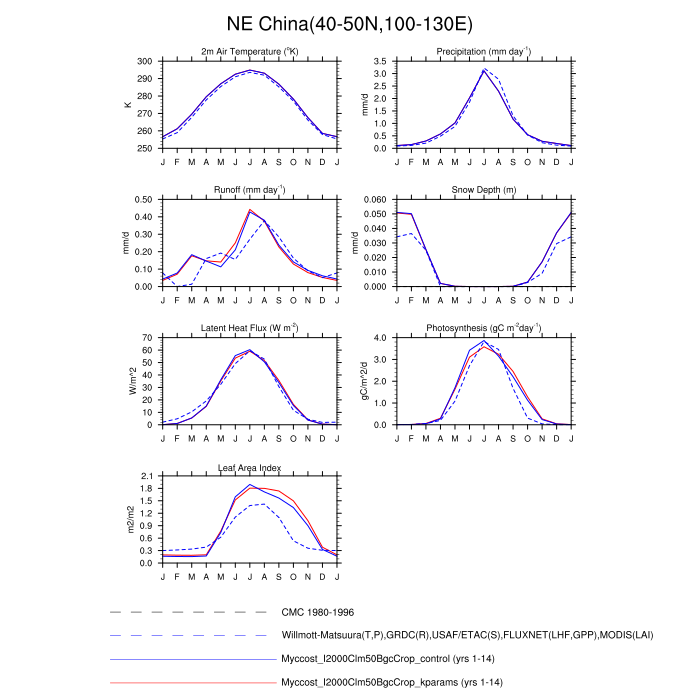 NE China(40-50N,100-130E)
2m Air Temperature (°K)
K
300
290
280
270
260
250
J F M A M J J A S O N D J
Precipitation (mm day⁻¹)
mm/d
3.5
3.0
2.5
2.0
1.5
1.0
0.5
0.0
J F M A M J J A S O N D J
Runoff (mm day⁻¹)
mm/d
0.50
0.40
0.30
0.20
0.10
0.00
J F M A M J J A S O N D J
Snow Depth (m)
mm/d
0.060
0.050
0.040
0.030
0.020
0.010
0.000
J F M A M J J A S O N D J
Latent Heat Flux (W m⁻²)
W/m^2
70
60
50
40
30
20
10
0
J F M A M J J A S O N D J
Photosynthesis (gC m⁻²day⁻¹)
gC/m^2/d
4.0
3.0
2.0
1.0
0.0
J F M A M J J A S O N D J
Leaf Area Index
m2/m2
2.1
1.8
1.5
1.2
0.9
0.6
0.3
0.0
J F M A M J J A S O N D J
CMC 1980-1996
Willmott-Matsuura(T,P),GRDC(R),USAF/ETAC(S),FLUXNET(LHF,GPP),MODIS(LAI)
Myccost_I2000Clm50BgcCrop_control (yrs 1-14)
Myccost_I2000Clm50BgcCrop_kparams (yrs 1-14)